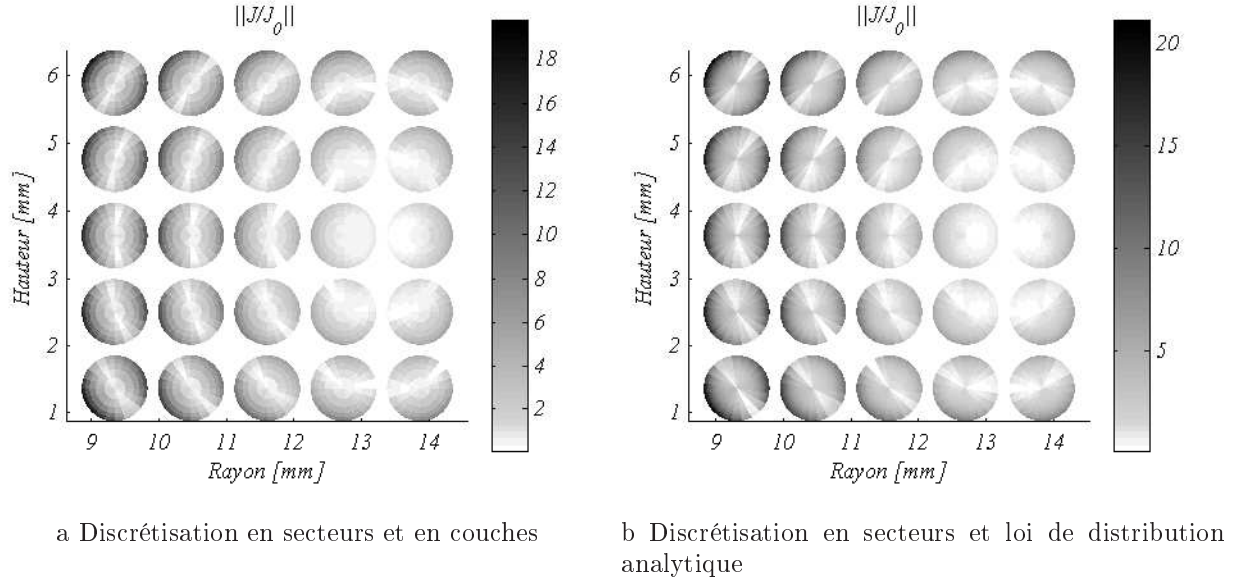 ||J/J0||
18
16
14
12
10
8
6
4
2
6
5
4
3
2
1
Hauteur [mm]
9 10 11 12 13 14
Rayon [mm]
a Discrétisation en secteurs et en couches
||J/J0||
20
15
10
5
6
5
4
3
2
1
Hauteur [mm]
9 10 11 12 13 14
Rayon [mm]
b Discrétisation en secteurs et loi de distribution
analytique